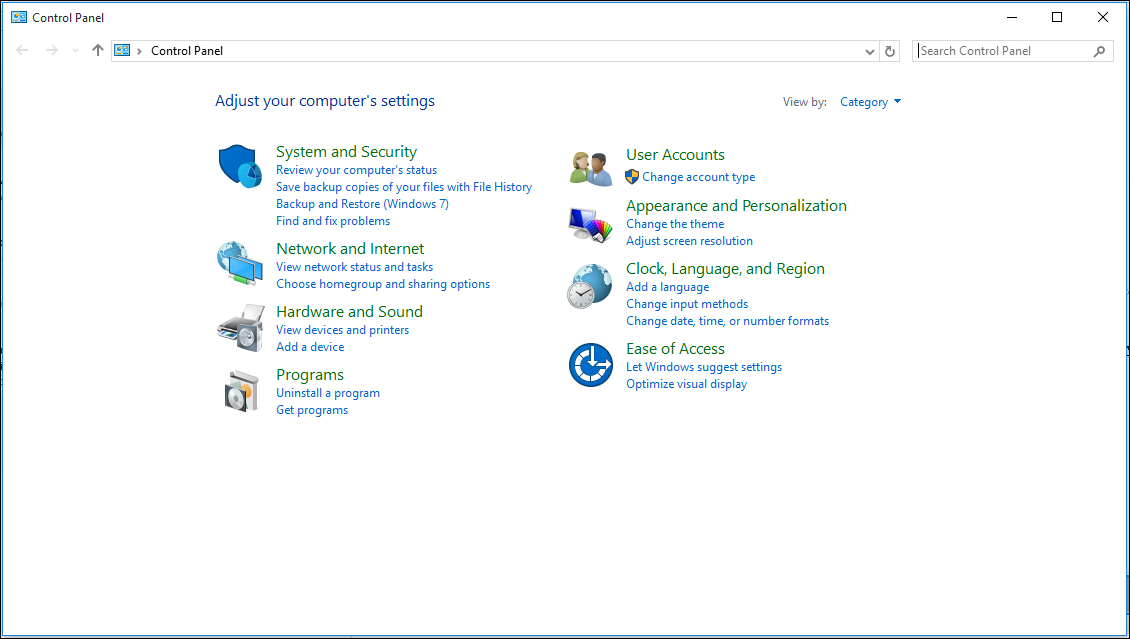 Control Panel
Control Panel
Search Control Panel
Adjust your computer's settings
View by: Category
System and Security
Review your computer's status
Save backup copies of your files with File History
Backup and Restore (Windows 7)
Find and fix problems
Network and Internet
View network status and tasks
Choose homegroup and sharing options
Hardware and Sound
View devices and printers
Add a device
Programs
Uninstall a program
Get programs
User Accounts
Change account type
Appearance and Personalization
Change the theme
Adjust screen resolution
Clock, Language, and Region
Add a language
Change input methods
Change date, time, or number formats
Ease of Access
Let Windows suggest settings
Optimize visual display